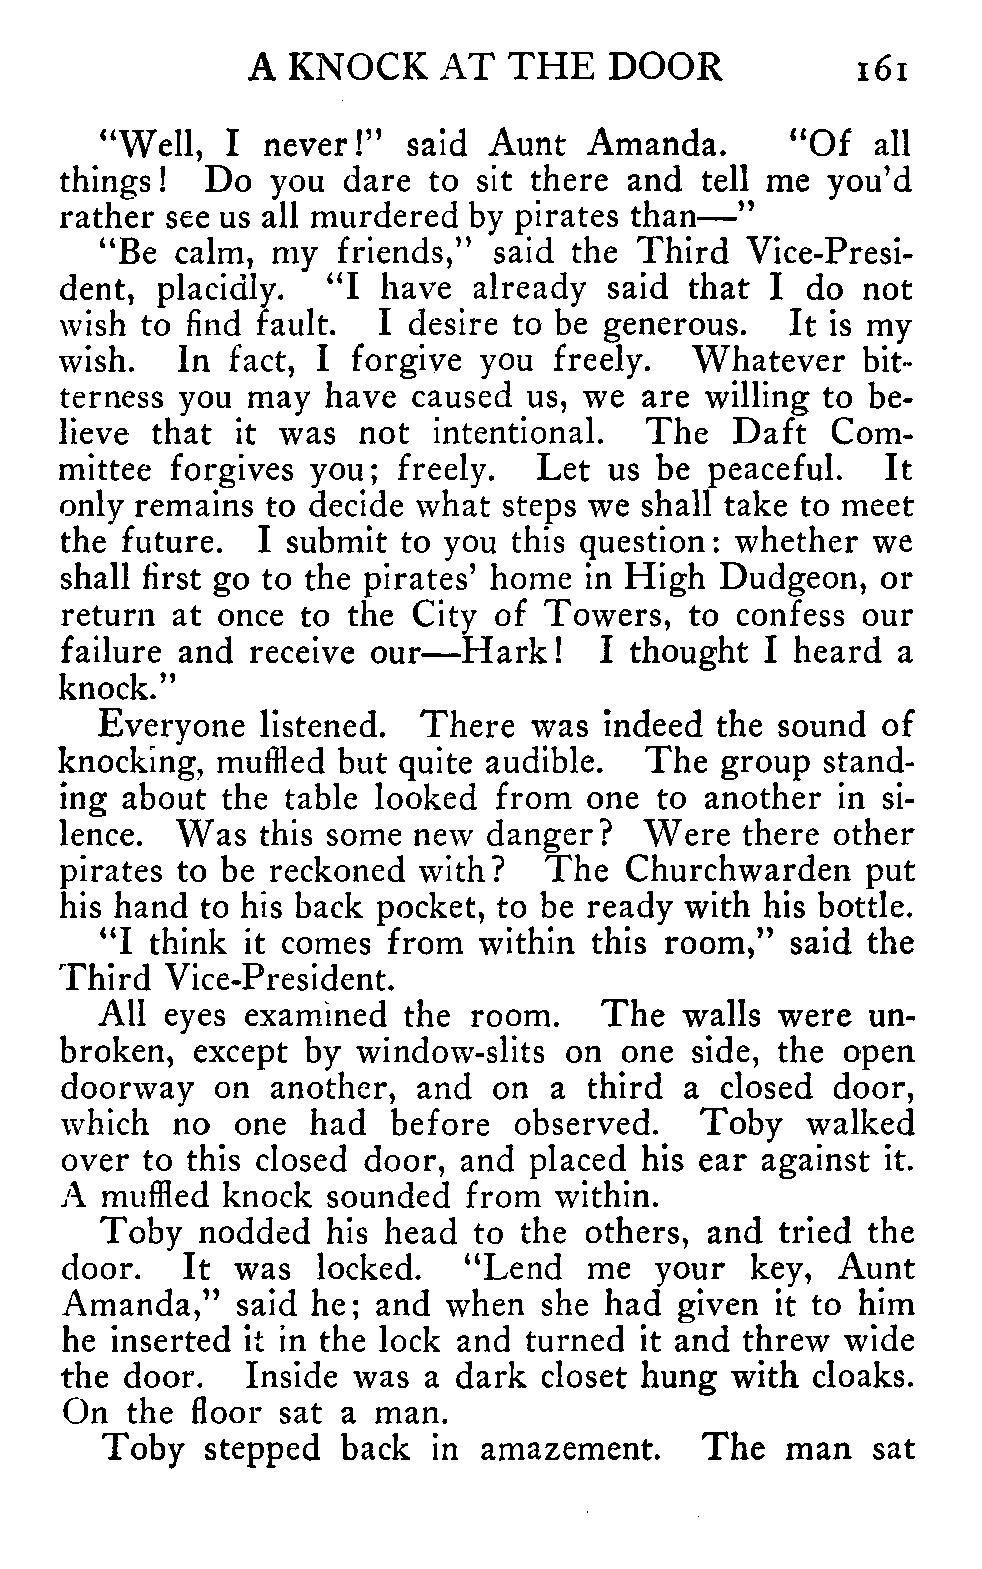 A KNOCK AT THE DOOR 161
"Well, I never!" said Aunt Amanda. "Of all
things! Do you dare to sit there and tell me you'd
rather see us all murdered by pirates than—"
"Be calm, my friends," said the Third Vice-Presi-
dent, placidly. "I have already said that I do not
wish to find fault. I desire to be generous. It is my
wish. In fact, I forgive you freely. Whatever bit-
terness you may have caused us, we are willing to be-
lieve that it was not intentional. The Daft Com-
mittee forgives you; freely. Let us be peaceful. It
only remains to decide what steps we shall take to meet
the future. I submit to you this question: whether we
shall first go to the pirates' home in High Dudgeon, or
return at once to the City of Towers, to confess our
failure and receive our—Hark! I thought I heard a
knock."
Everyone listened. There was indeed the sound of
knocking, muffled but quite audible. The group stand-
ing about the table looked from one to another in si-
lence. Was this some new danger? Were there other
pirates to be reckoned with? The Churchwarden put
his hand to his back pocket, to be ready with his bottle.
"I think it comes from within this room," said the
Third Vice-President.
All eyes examined the room. The walls were un-
broken, except by window-slits on one side, the open
doorway on another, and on a third a closed door,
which no one had before observed. Toby walked
over to this closed door, and placed his ear against it.
A muffled knock sounded from within.
Toby nodded his head to the others, and tried the
door. It was locked. "Lend me your key, Aunt
Amanda," said he; and when she had given it to him
he inserted it in the lock and turned it and threw wide
the door. Inside was a dark closet hung with cloaks.
On the floor sat a man.
Toby stepped back in amazement. The man sat